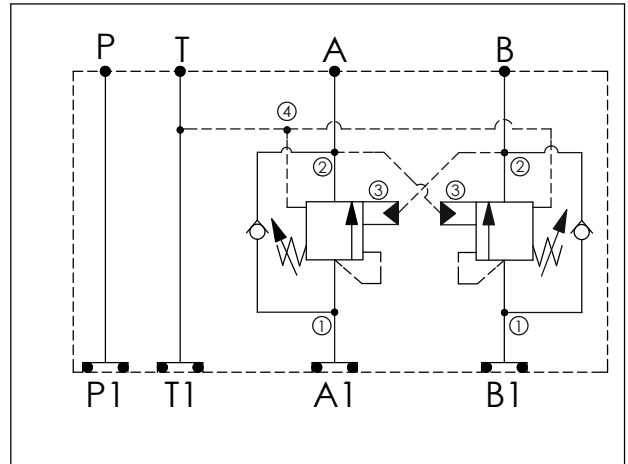 P T A B
④
② ②
③ ③
① ①
P1 T1 A1 B1